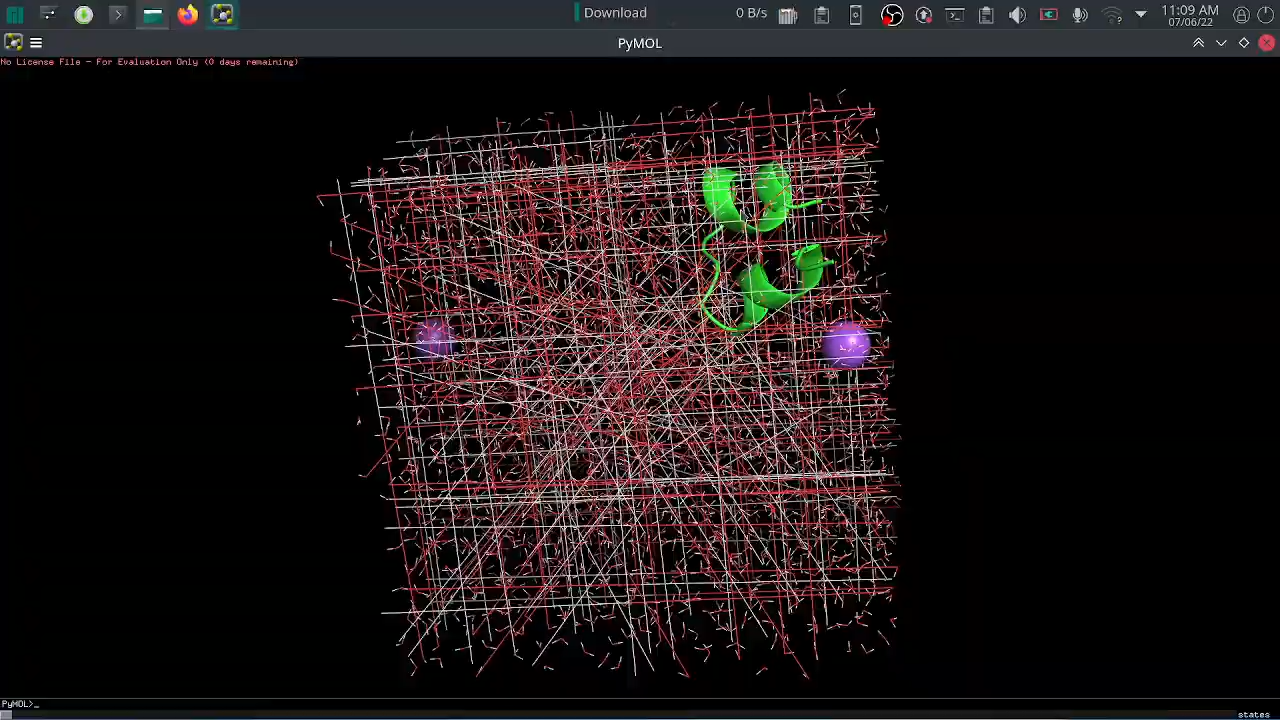 Download
0 B/s
11:09 AM
07/06/22
PyMOL
No License File - For Evaluation Only (0 days remaining)
PyMOL>_
states